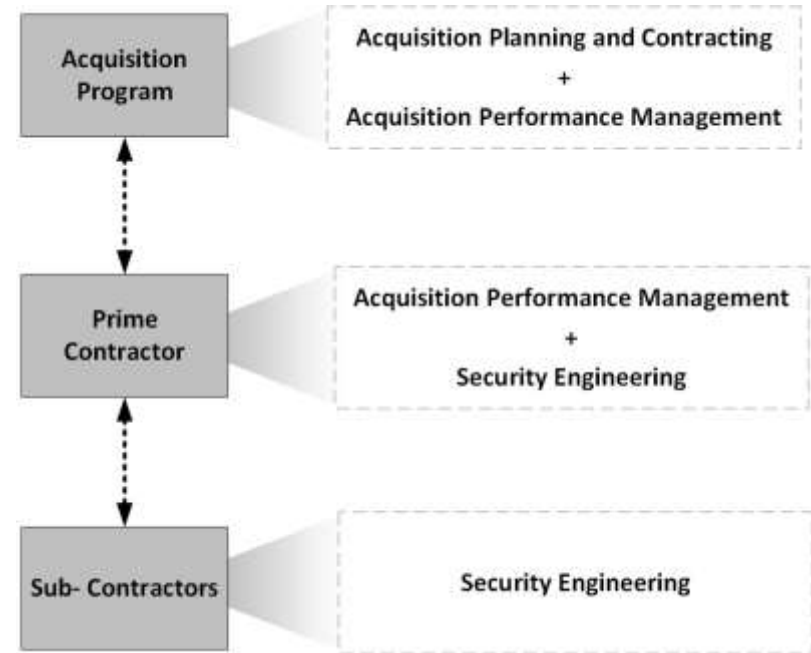 Acquisition
Program
Acquisition Planning and Contracting
+
Acquisition Performance Management
Prime
Contractor
Acquisition Performance Management
+
Security Engineering
Sub- Contractors
Security Engineering